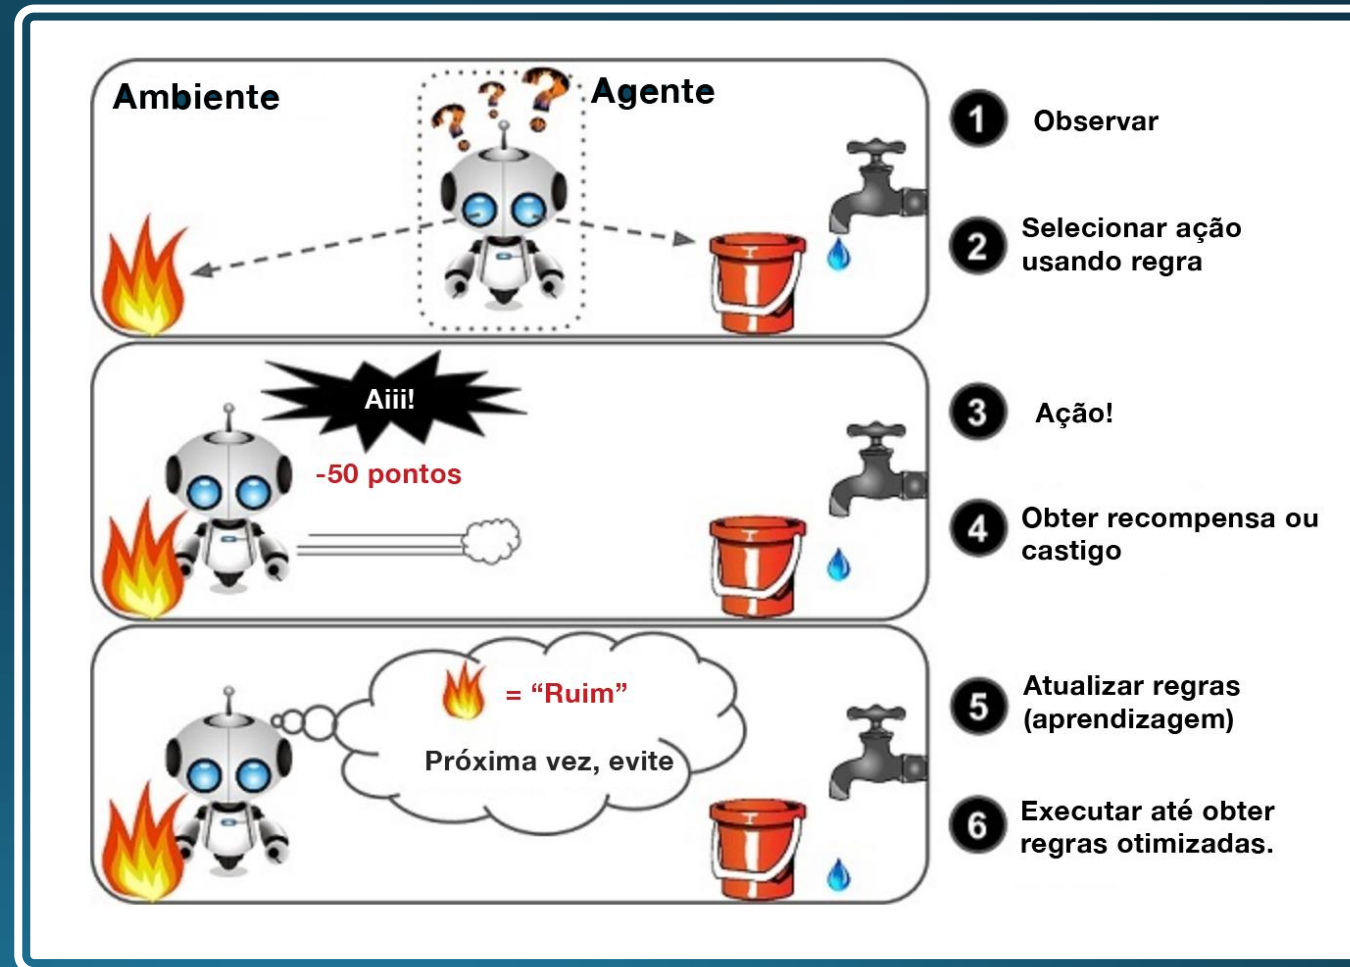 Ambiente
Agente
1 Observar
2 Selecionar ação
usando regra
Aiii!
-50 pontos
3 Ação!
4 Obter recompensa ou
castigo
= “Ruim”
Próxima vez, evite
5 Atualizar regras
(aprendizagem)
6 Executar até obter
regras otimizadas.